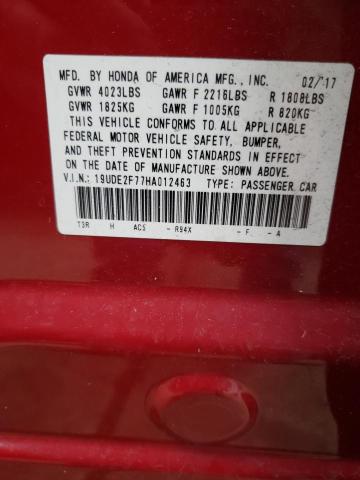 MFD. BY HONDA OF AMERICA MFG., INC. 02/'17
GVWR 4023LBS GAWR F 2216LBS R 1808LBS
GVWR 1825KG GAWR F 1005KG R 820KG
THIS VEHICLE CONFORMS TO ALL APPLICABLE
FEDERAL MOTOR VEHICLE SAFETY, BUMPER,
AND THEFT PREVENTION STANDARDS IN EFFECT
ON THE DATE OF MANUFACTURE SHOWN ABOVE.
V.I.N.: 19UDE2F77HA012463 TYPE: PASSENGER CAR
T3R H AC5 - R94X - F - A